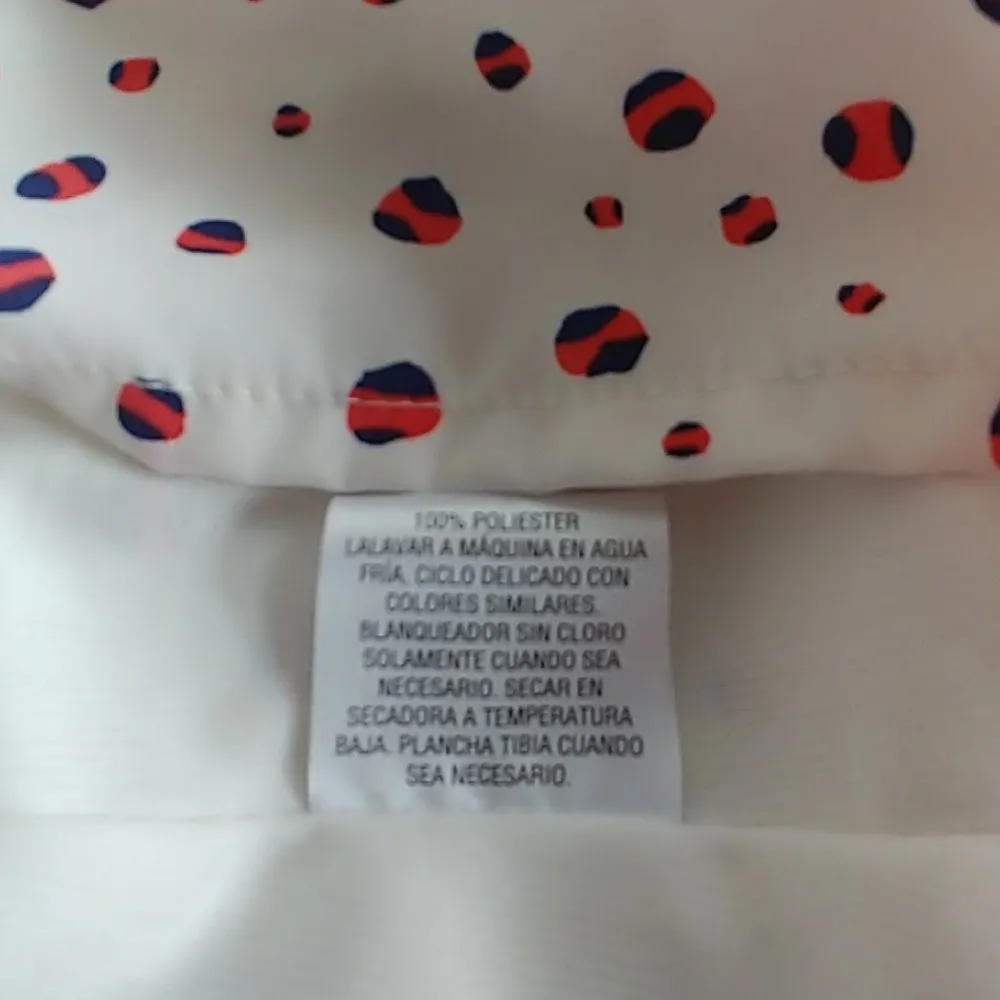 100% POLIESTER
LALAVAR A MÁQUINA EN AGUA
FRÍA. CICLO DELICADO CON
COLORES SIMILARES.
BLANQUEADOR SIN CLORO
SOLAMENTE CUANDO SEA
NECESARIO. SECAR EN
SECADORA A TEMPERATURA
BAJA. PLANCHA TIBIA CUANDO
SEA NECESARIO.